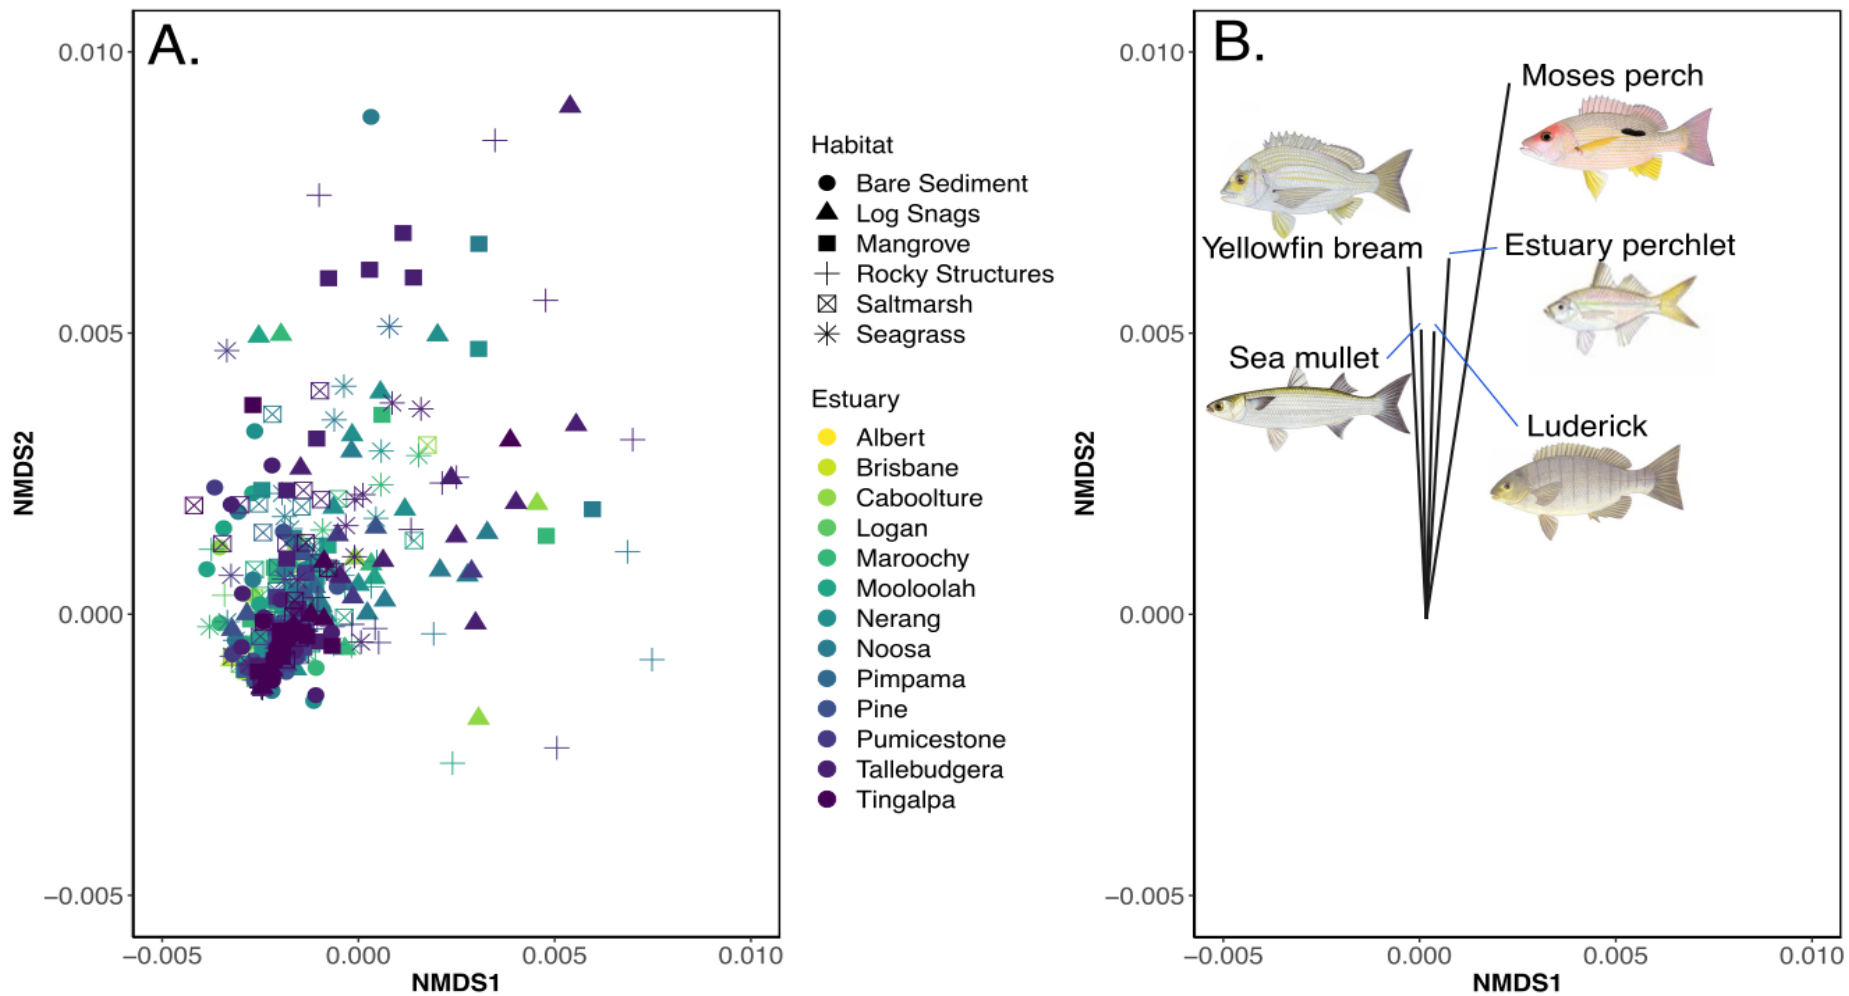 A.
0.010
0.005
0.000
−0.005
NMDS2
−0.005
0.000
0.005
0.010
NMDS1
Habitat
Bare Sediment
Log Snags
Mangrove
Rocky Structures
Saltmarsh
Seagrass
Estuary
Albert
Brisbane
Caboolture
Logan
Maroochy
Mooloolah
Nerang
Noosa
Pimpama
Pine
Pumicestone
Tallebudgera
Tingalpa
B.
0.010
0.005
0.000
−0.005
NMDS2
Moses perch
Yellowfin bream
Estuary perchlet
Sea mullet
Luderick
−0.005
0.000
0.005
0.010
NMDS1